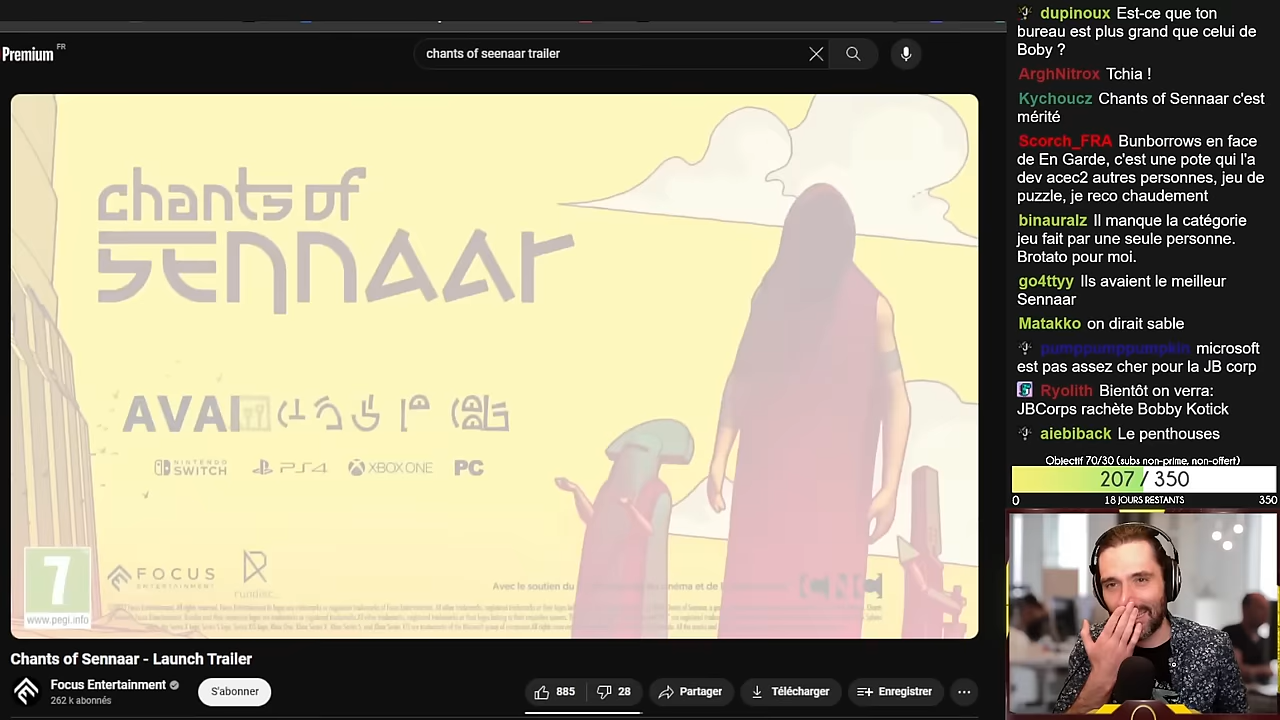 Premium FR
chants of seenaar trailer
chants of
SENNAAR
AVAI
NINTENDO SWITCH PS4 XBOX ONE PC
7
www.pegi.info
FOCUS
ENTERTAINMENT
rundisc
Avec le soutien du
CNC
Chants of Sennaar - Launch Trailer
Focus Entertainment
262 k abonnés
S'abonner
885
28
Partager
Télécharger
Enregistrer
dupinoux Est-ce que ton
bureau est plus grand que celui de
Boby ?
ArghNitrox Tchia !
Kychoucz Chants of Sennaar c'est
mérité
Scorch_FRA Bunborrows en face
de En Garde, c'est une pote qui l'a
dev acec2 autres personnes, jeu de
puzzle, je reco chaudement
binauralz Il manque la catégorie
jeu fait par une seule personne.
Brotato pour moi.
go4ttyy Ils avaient le meilleur
Sennaar
Matakko on dirait sable
microsoft
est pas assez cher pour la JB corp
Ryolith Bientôt on verra:
JBCorps rachète Bobby Kotick
aiebiback Le penthouses
Objectif 70/30 (subs non-prime, non-offert)
207 / 350
0 18 JOURS RESTANTS 350